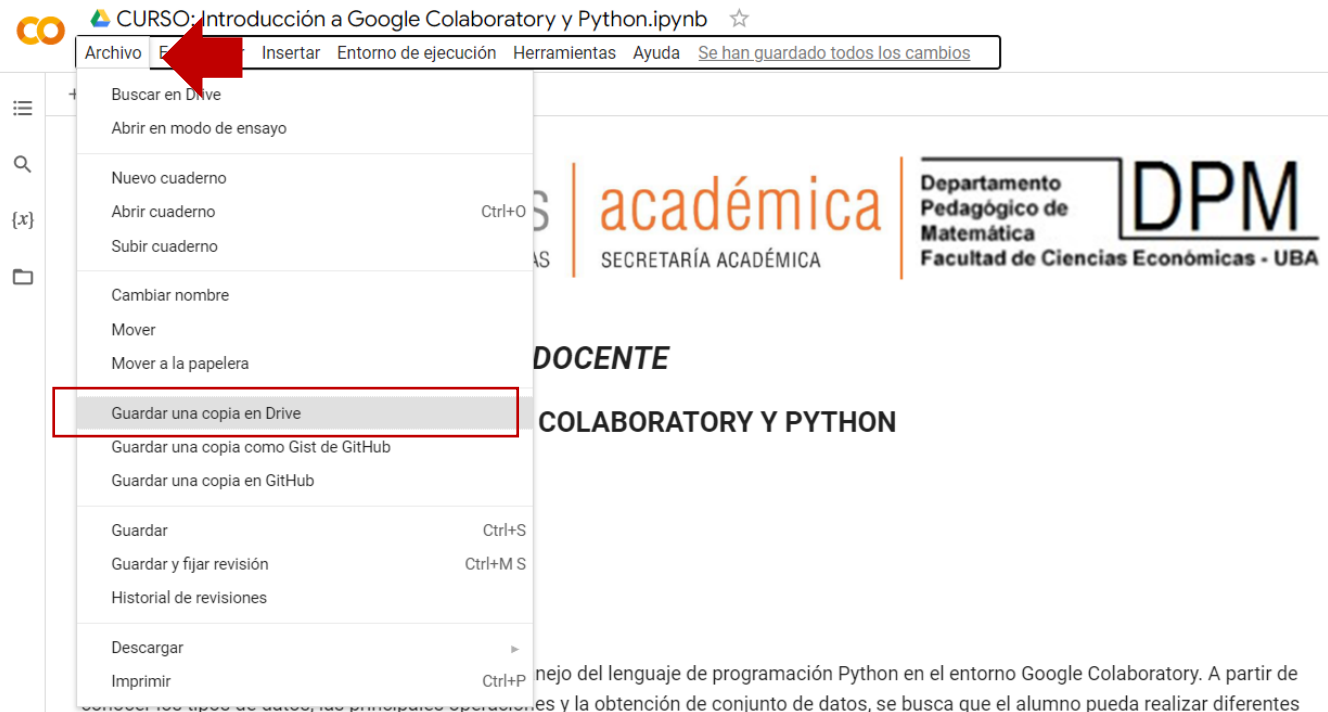 CURSO: Introducción a Google Colaboratory y Python.ipynb
Archivo Insertar Entorno de ejecución Herramientas Ayuda Se han guardado todos los cambios
Buscar en Drive
Abrir en modo de ensayo
Nuevo cuaderno
Abrir cuaderno Ctrl+O
Subir cuaderno
Cambiar nombre
Mover
Mover a la papelera
Guardar una copia en Drive
Guardar una copia como Gist de GitHub
Guardar una copia en GitHub
Guardar Ctrl+S
Guardar y fijar revisión Ctrl+M S
Historial de revisiones
Descargar
Imprimir Ctrl+P
{x}
académica
SECRETARÍA ACADÉMICA
Departamento
Pedagógico de
Matemática
DPM
Facultad de Ciencias Económicas - UBA
DOCENTE
COLABORATORY Y PYTHON
nejo del lenguaje de programación Python en el entorno Google Colaboratory. A partir de
y la obtención de conjunto de datos, se busca que el alumno pueda realizar diferentes